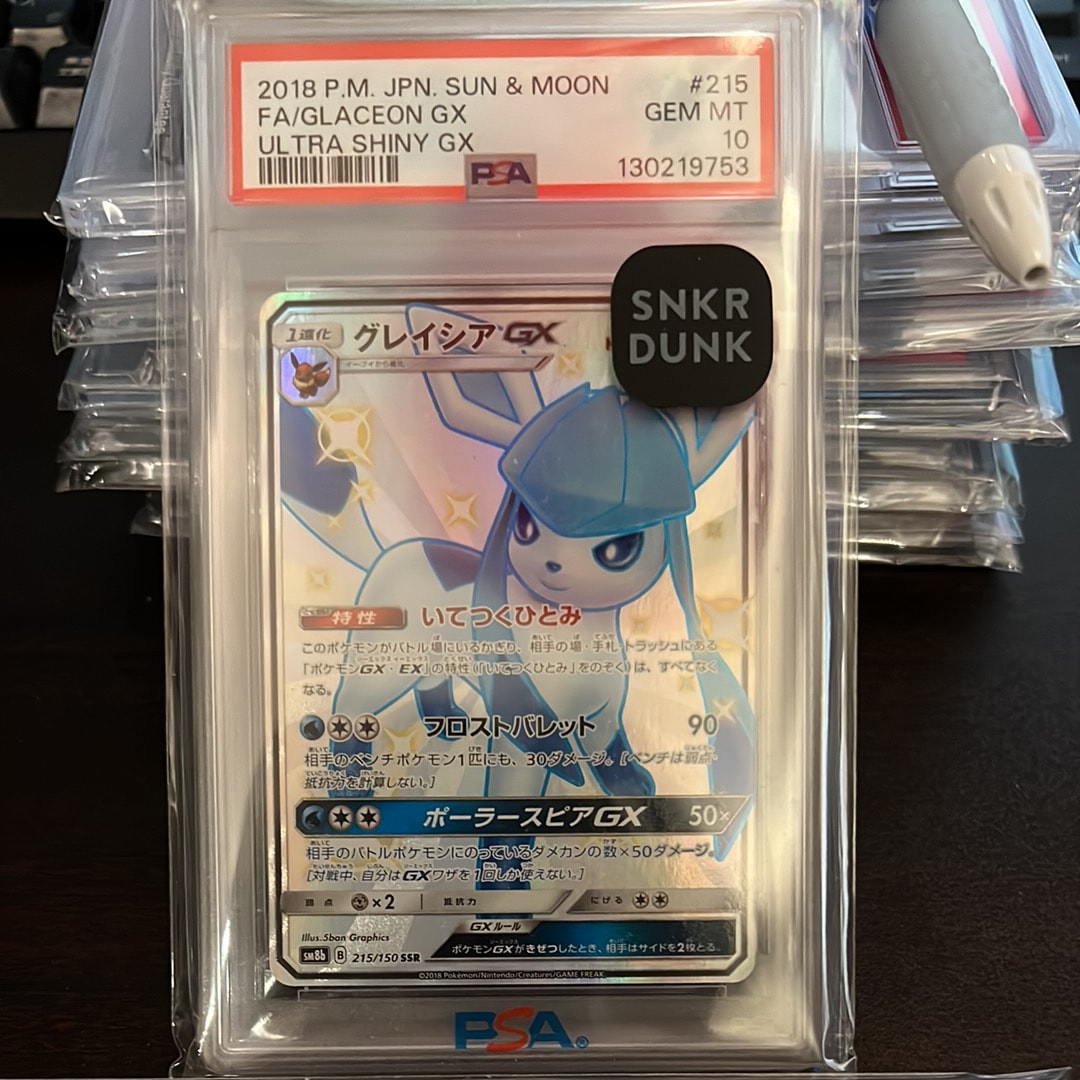 2018 P.M. JPN. SUN & MOON #215
FA/GLACEON GX GEM MT
ULTRA SHINY GX 10
PSA 130219753
SNKR
DUNK
1進化 グレイシアGX
イーブイから進化
特性 いてつくひとみ
このポケモンがバトル場にいるかぎり、相手の場・手札・トラッシュにある
「ポケモンGX・EX」の特性(「いてつくひとみ」をのぞく)は、すべてなく
なる。
フロストバレット 90
相手のベンチポケモン1匹にも、30ダメージ。[ベンチは弱点・
抵抗力を計算しない。]
ポーラースピアGX 50×
相手のバトルポケモンにのっているダメカンの数×50ダメージ。
[対戦中、自分はGXワザを1回しか使えない。]
弱点 ×2 抵抗力 にげる
GXルール
Illus. 5ban Graphics
ポケモンGXがきぜつしたとき、相手はサイドを2枚とる。
SM8b B 215/150 SSR
©2018 Pokémon/Nintendo/Creatures/GAME FREAK
PSA®